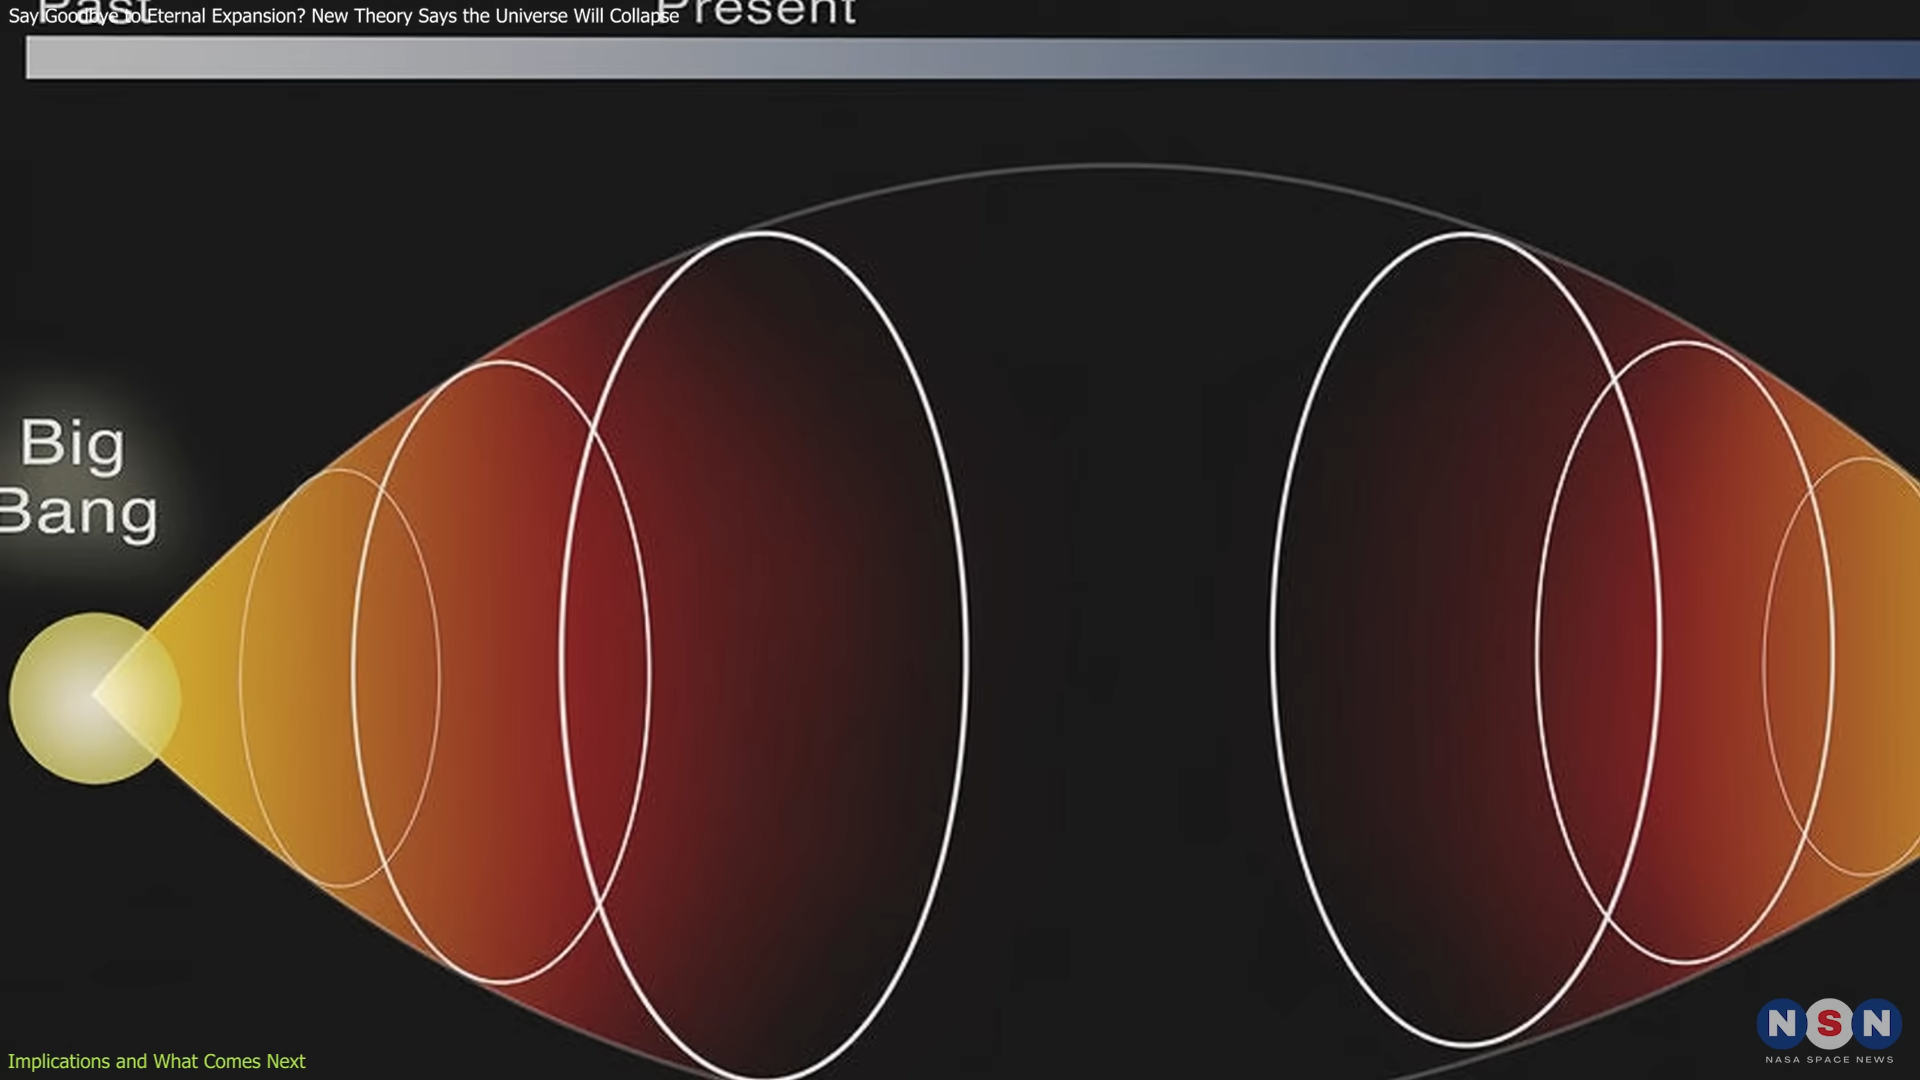 Say Goodbye to Eternal Expansion? New Theory Says the Universe Will Collapse
Past
Present
Big
Bang
Implications and What Comes Next
NSN
NASA SPACE NEWS